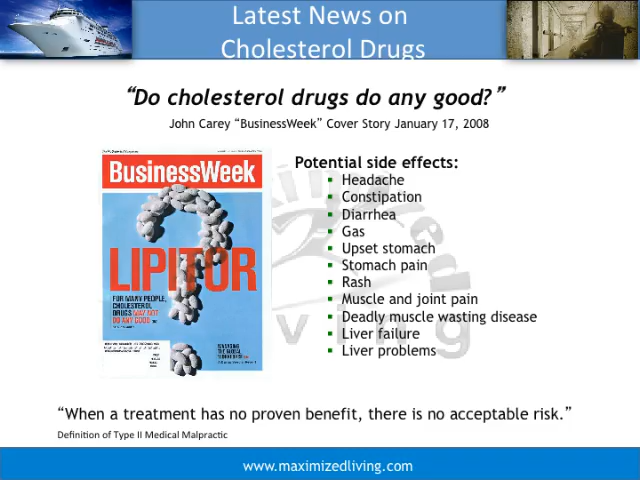 Latest News on
Cholesterol Drugs
“Do cholesterol drugs do any good?”
John Carey “BusinessWeek” Cover Story January 17, 2008
BusinessWeek
LIPITOR
FOR MANY PEOPLE,
CHOLESTEROL
DRUGS MAY NOT
DO ANY GOOD
Potential side effects:
Headache
Constipation
Diarrhea
Gas
Upset stomach
Stomach pain
Rash
Muscle and joint pain
Deadly muscle wasting disease
Liver failure
Liver problems
“When a treatment has no proven benefit, there is no acceptable risk.”
Definition of Type II Medical Malpractic
www.maximizedliving.com